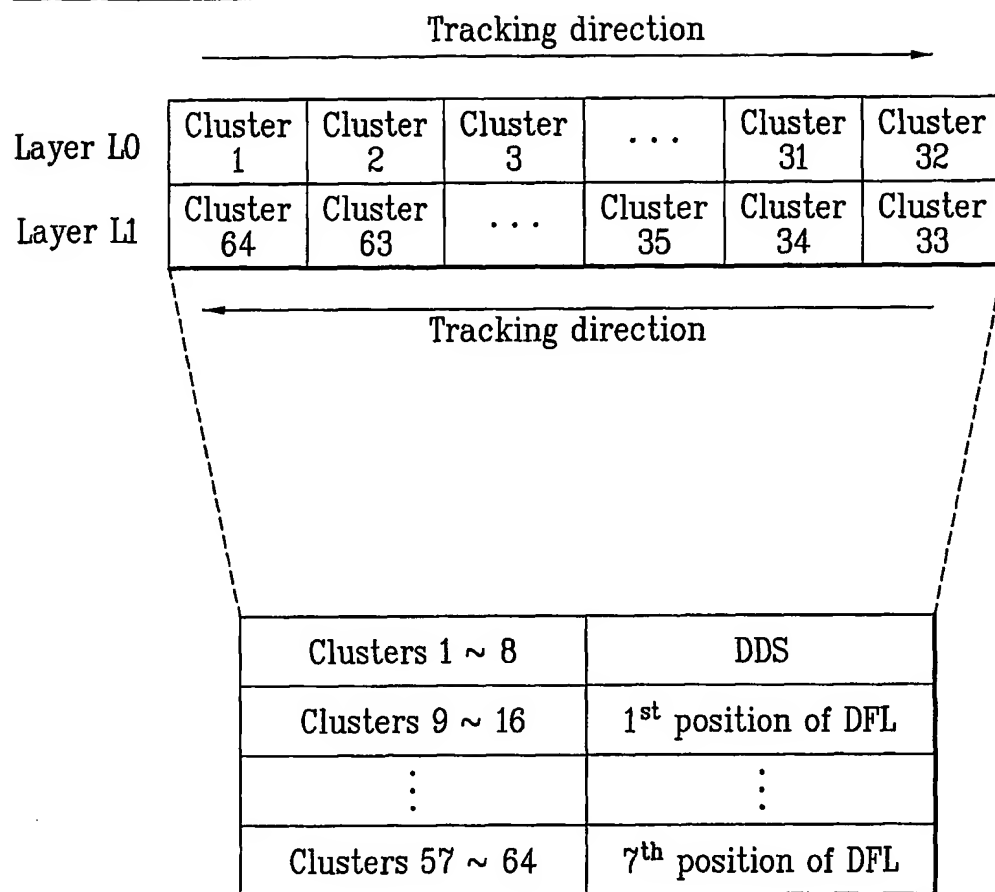 Tracking direction
Layer L0 Cluster 1 Cluster 2 Cluster 3 ... Cluster 31 Cluster 32
Layer L1 Cluster 64 Cluster 63 ... Cluster 35 Cluster 34 Cluster 33
Tracking direction
Clusters 1 ~ 8 DDS
Clusters 9 ~ 16 1st position of DFL
⋮ ⋮
Clusters 57 ~ 64 7th position of DFL